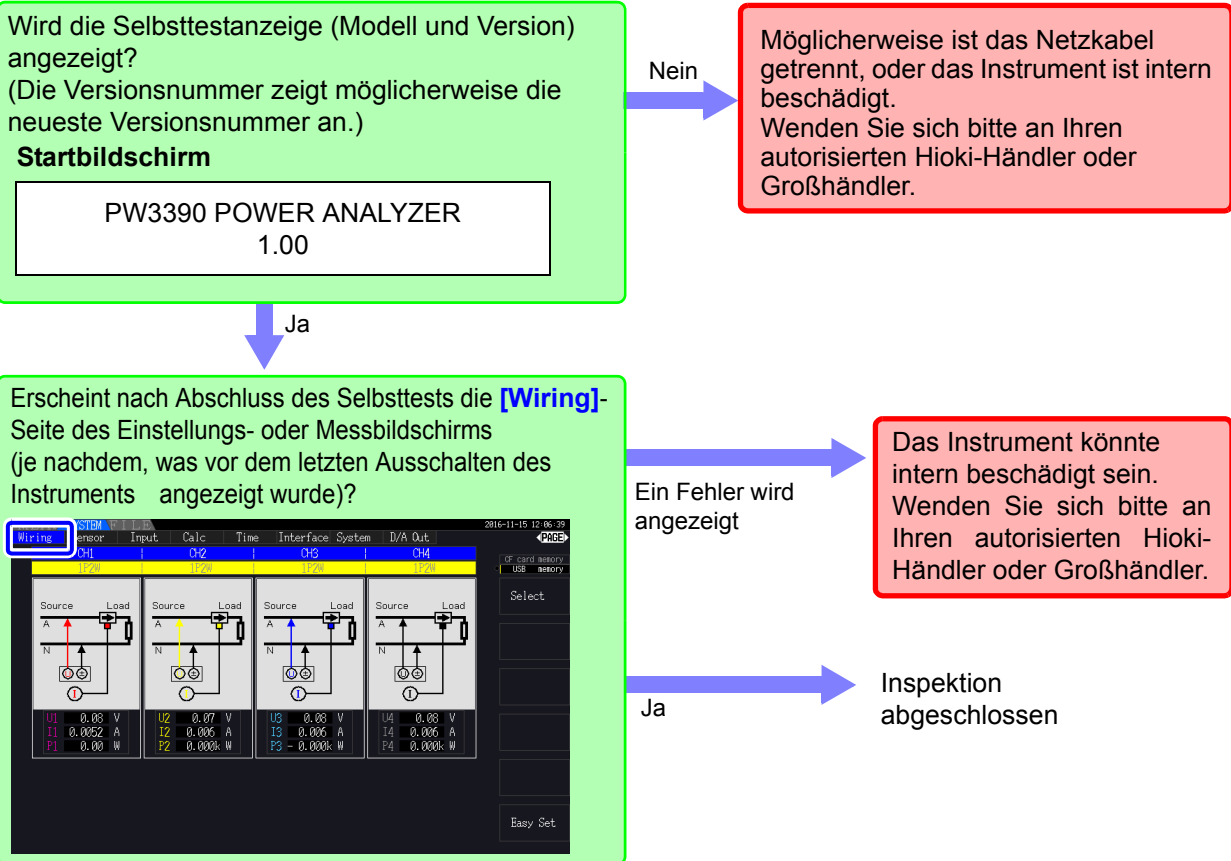 Wird die Selbsttestanzeige (Modell und Version)
angezeigt?
(Die Versionsnummer zeigt möglicherweise die
neueste Versionsnummer an.)
Startbildschirm
PW3390 POWER ANALYZER
1.00
Nein
Möglicherweise ist das Netzkabel
getrennt, oder das Instrument ist intern
beschädigt.
Wenden Sie sich bitte an Ihren
autorisierten Hioki-Händler oder
Großhändler.
Ja
Erscheint nach Abschluss des Selbsttests die [Wiring]-
Seite des Einstellungs- oder Messbildschirms
(je nachdem, was vor dem letzten Ausschalten des
Instruments angezeigt wurde)?
FILE 2016-11-15 12:06:39
Wiring Input Calc Time Interface System D/A Out PAGE
CH1 CH2 CH3 CH4
1P2W 1P2W 1P2W 1P2W
CF card memory
USB memory
Select
Source Load Source Load Source Load Source Load
A A A A
N N N N
U U U U
I I I
U1 0.08 V U2 0.07 V U3 0.08 V U4 0.08 V
I1 0.0052 A I2 0.006 A I3 0.006 A I4 0.006 A
P1 0.00 W P2 0.000k W P3 - 0.000k W P4 0.000k W
Easy Set
Ein Fehler wird
angezeigt
Das Instrument könnte
intern beschädigt sein.
Wenden Sie sich bitte an
Ihren autorisierten Hioki-
Händler oder Großhändler.
Ja
Inspektion
abgeschlossen